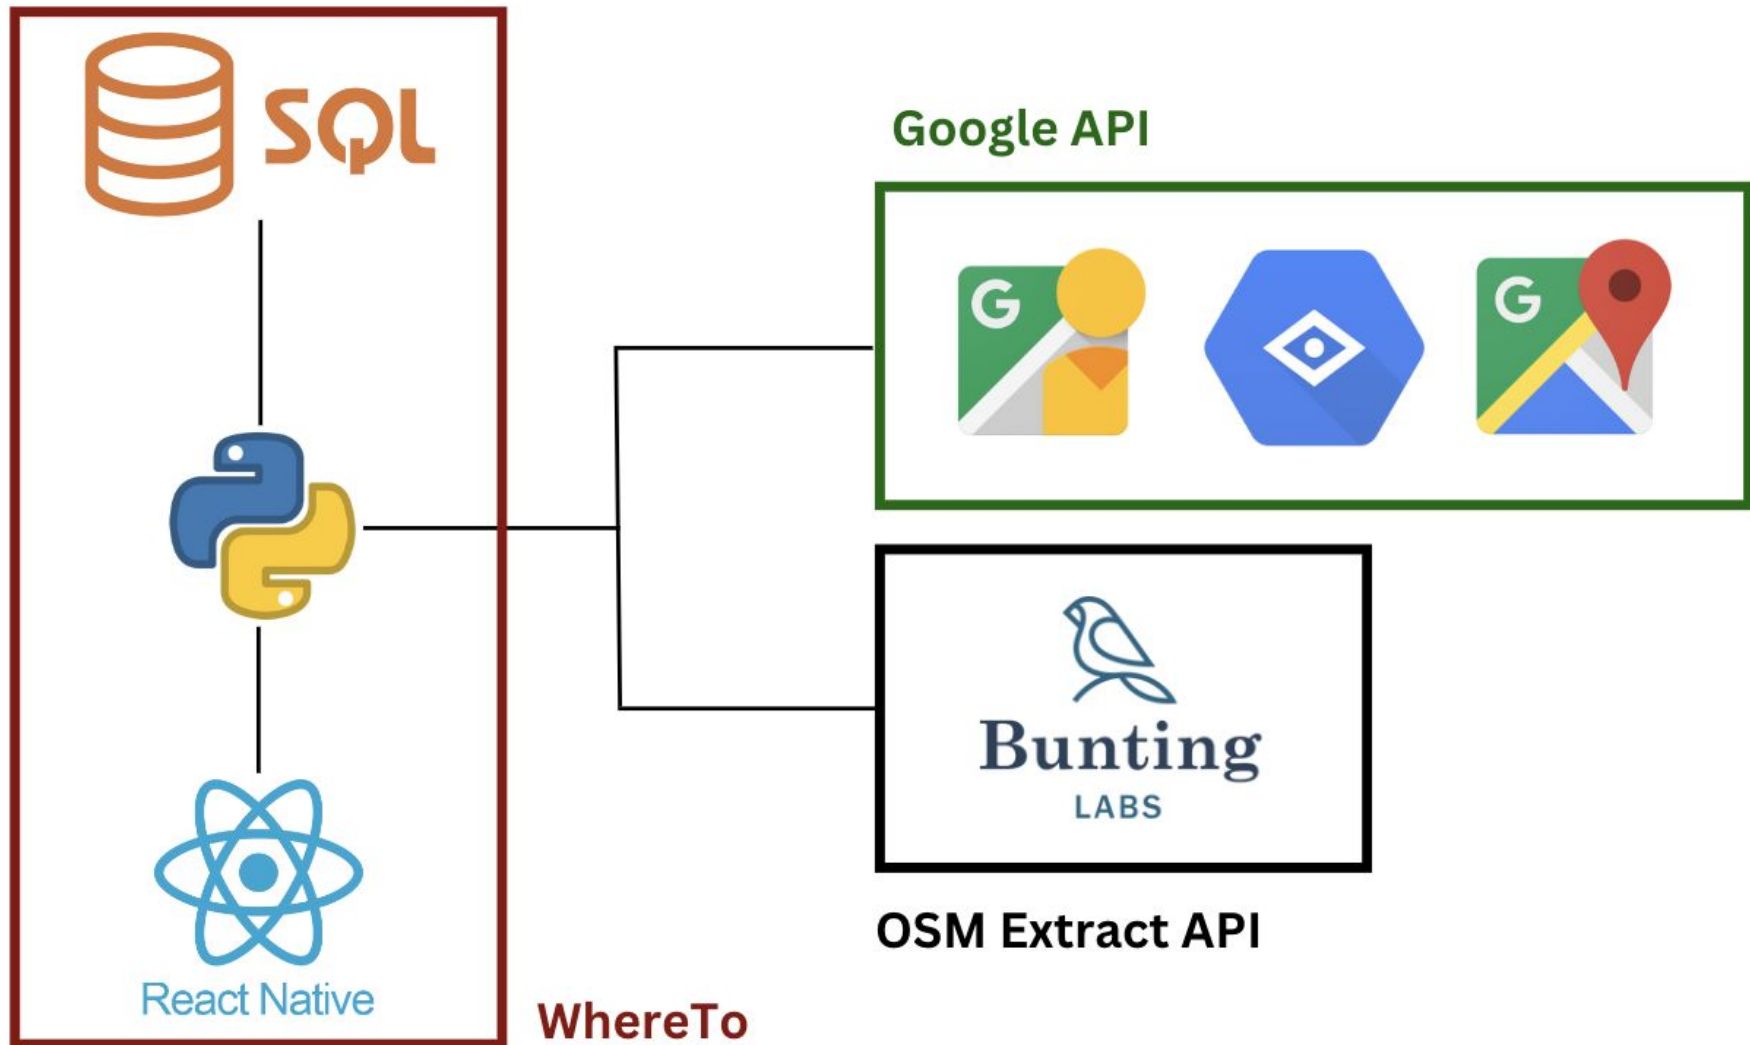 SQL
Google API
G
G
Bunting
LABS
OSM Extract API
React Native
WhereTo